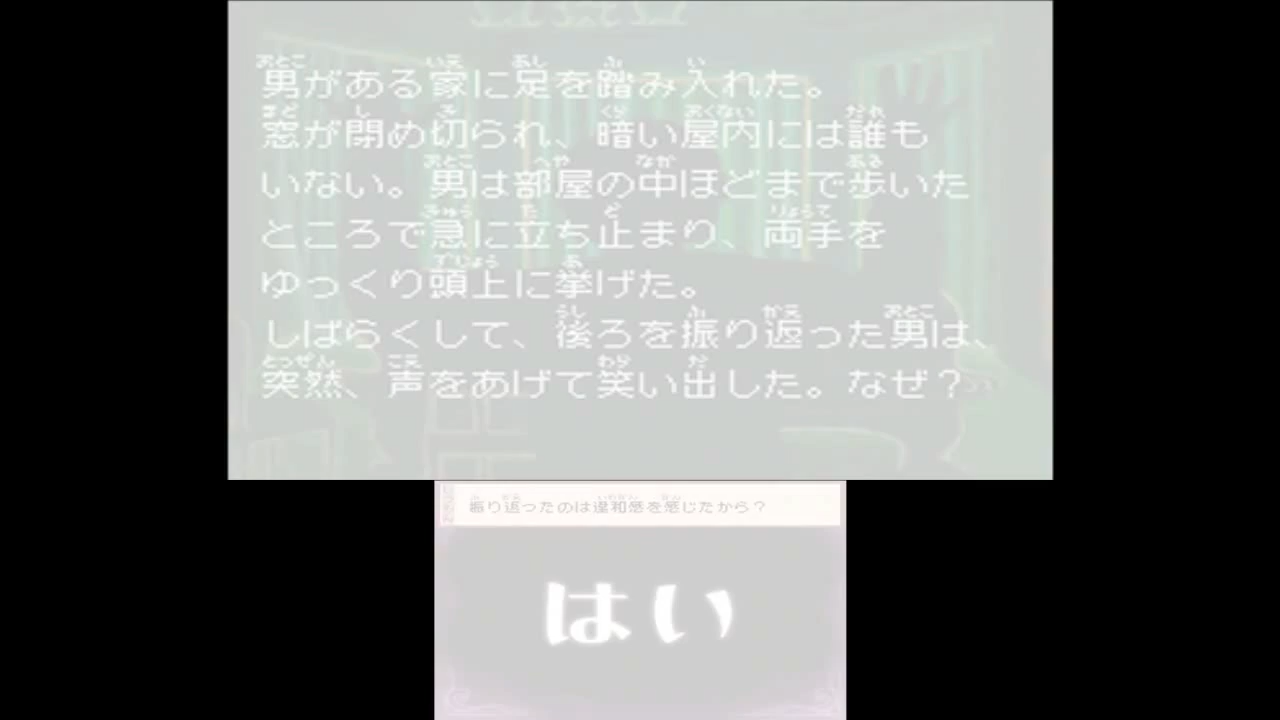 男がある家に足を踏み入れた。
窓が閉め切られ、暗い屋内には誰も
いない。男は部屋の中ほどまで歩いた
ところで急に立ち止まり、両手を
ゆっくり頭上に挙げた。
しばらくして、後ろを振り返った男は、
突然、声をあげて笑い出した。なぜ？
振り返ったのは違和感を感じたから？
はい